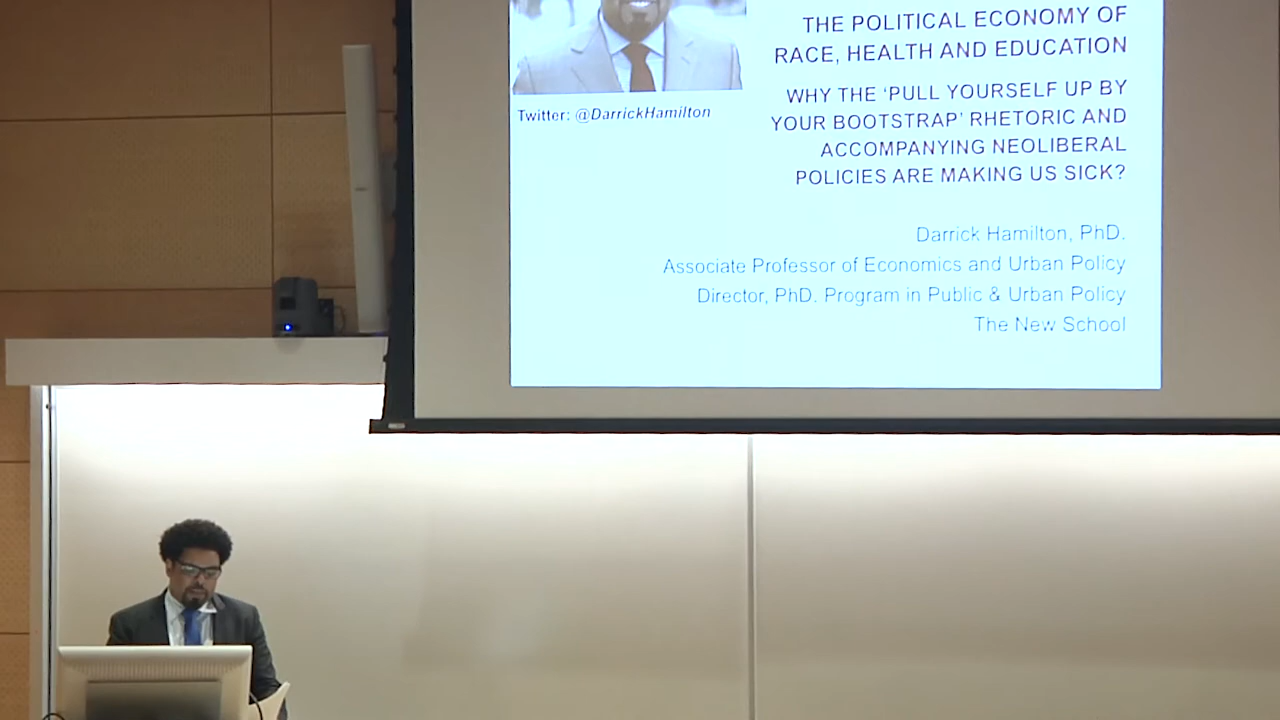 THE POLITICAL ECONOMY OF
RACE, HEALTH AND EDUCATION
WHY THE ‘PULL YOURSELF UP BY
YOUR BOOTSTRAP’ RHETORIC AND
ACCOMPANYING NEOLIBERAL
POLICIES ARE MAKING US SICK?
Twitter: @DarrickHamilton
Darrick Hamilton, PhD.
Associate Professor of Economics and Urban Policy
Director, PhD. Program in Public & Urban Policy
The New School